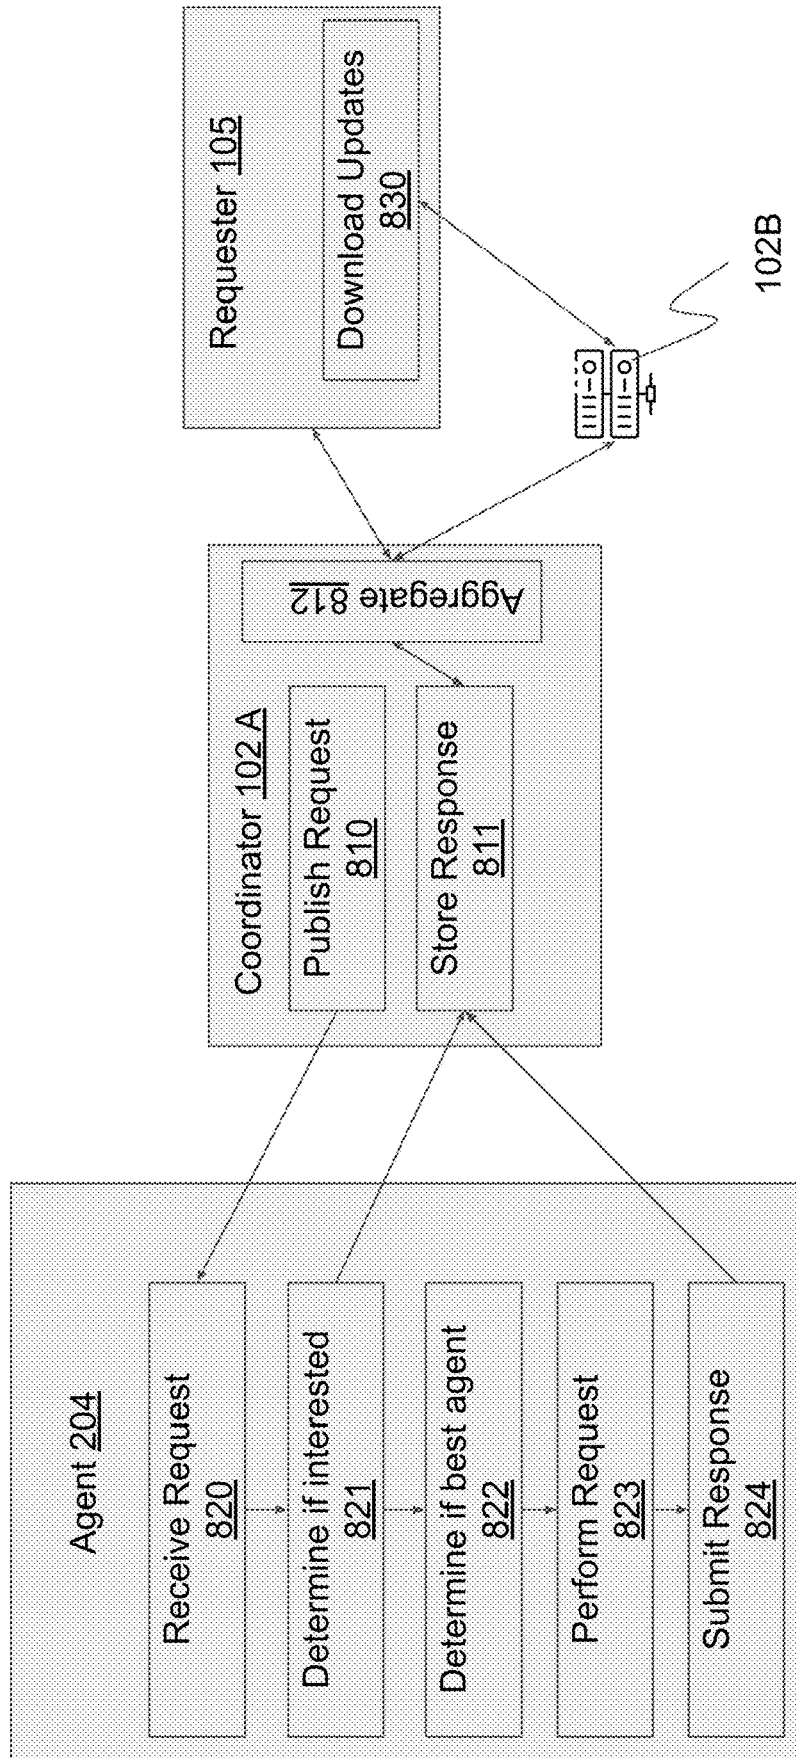 Agent 204
Receive Request
820
Determine if interested
821
Determine if best agent
822
Perform Request
823
Submit Response
824
Coordinator 102 A
Publish Request
810
Store Response
811
Aggregate 812
Requester 105
Download Updates
830
102B